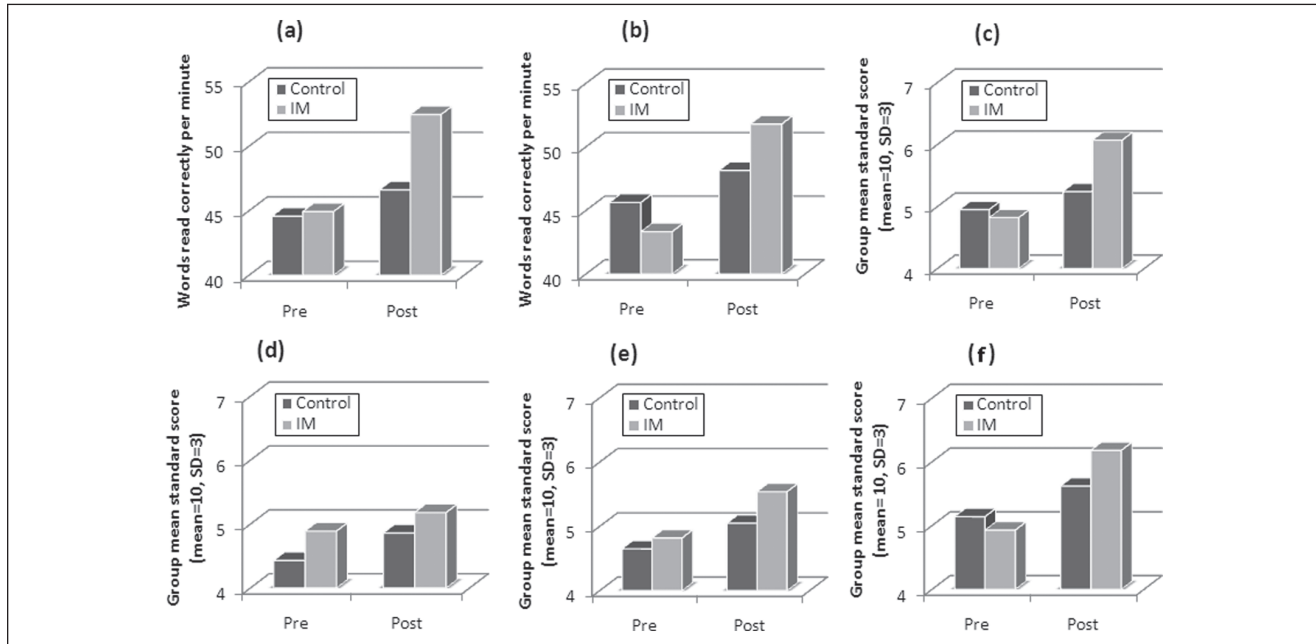 (a)
Words read correctly per minute
55
50
45
40
Control
IM
Pre
Post
(b)
Words read correctly per minute
55
50
45
40
Control
IM
Pre
Post
(c)
Group mean standard score
(mean=10, SD=3)
7
6
5
4
Control
IM
Pre
Post
(d)
Group mean standard score
(mean=10, SD=3)
7
6
5
4
Control
IM
Pre
Post
(e)
Group mean standard score
(mean=10, SD=3)
7
6
5
4
Control
IM
Pre
Post
(f)
Group mean standard score
(mean= 10, SD=3)
7
6
5
4
Control
IM
Pre
Post